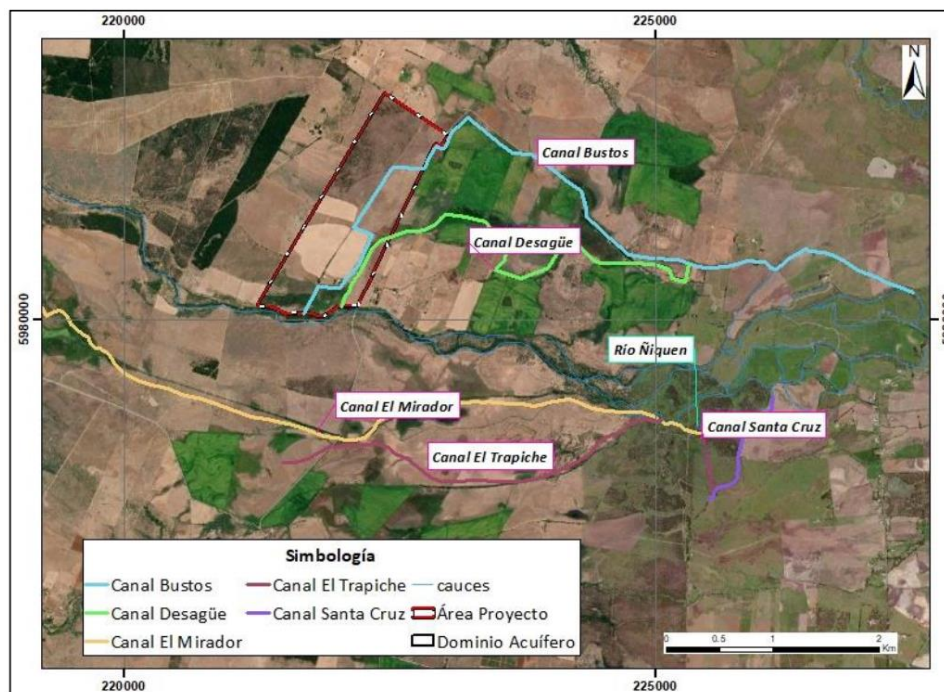 220000 225000
N
Canal Bustos
Canal Desagüe
5980000
Río Ñiquen
Canal El Mirador
Canal Santa Cruz
Canal El Trapiche
Simbología
Canal Bustos Canal El Trapiche cauces
Canal Desagüe Canal Santa Cruz Área Proyecto
Canal El Mirador Dominio Acuífero
0 0.5 1 2
Km
220000 225000